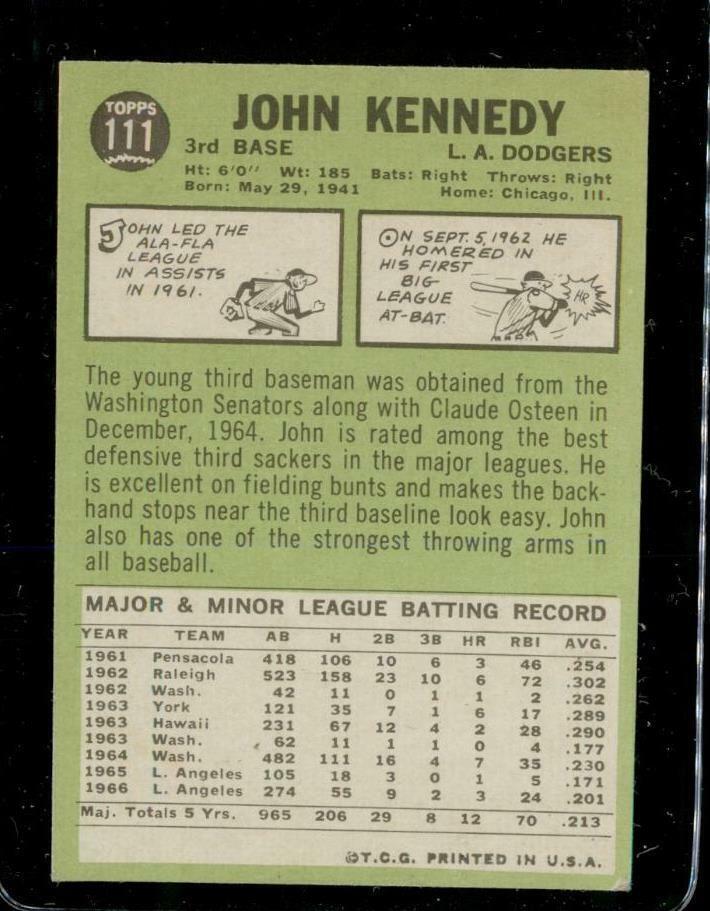 TOPPS
111
JOHN KENNEDY
3rd BASE L. A. DODGERS
Ht: 6'0" Wt: 185 Bats: Right Throws: Right
Born: May 29, 1941 Home: Chicago, Ill.
JOHN LED THE
ALA-FLA
LEAGUE
IN ASSISTS
IN 1961.
ON SEPT. 5, 1962 HE
HOMERED IN
HIS FIRST
BIG
LEAGUE
AT-BAT.
HR
The young third baseman was obtained from the
Washington Senators along with Claude Osteen in
December, 1964. John is rated among the best
defensive third sackers in the major leagues. He
is excellent on fielding bunts and makes the back-
hand stops near the third baseline look easy. John
also has one of the strongest throwing arms in
all baseball.
MAJOR & MINOR LEAGUE BATTING RECORD
YEAR TEAM AB H 2B 3B HR RBI AVG.
1961 Pensacola 418 106 10 6 3 46 .254
1962 Raleigh 523 158 23 10 6 72 .302
1962 Wash. 42 11 0 1 1 2 .262
1963 York 121 35 7 1 6 17 .289
1963 Hawaii 231 67 12 4 2 28 .290
1963 Wash. 62 11 1 1 0 4 .177
1964 Wash. 482 111 16 4 7 35 .230
1965 L. Angeles 105 18 3 0 1 5 .171
1966 L. Angeles 274 55 9 2 3 24 .201
Maj. Totals 5 Yrs. 965 206 29 8 12 70 .213
©T.C.G. PRINTED IN U.S.A.